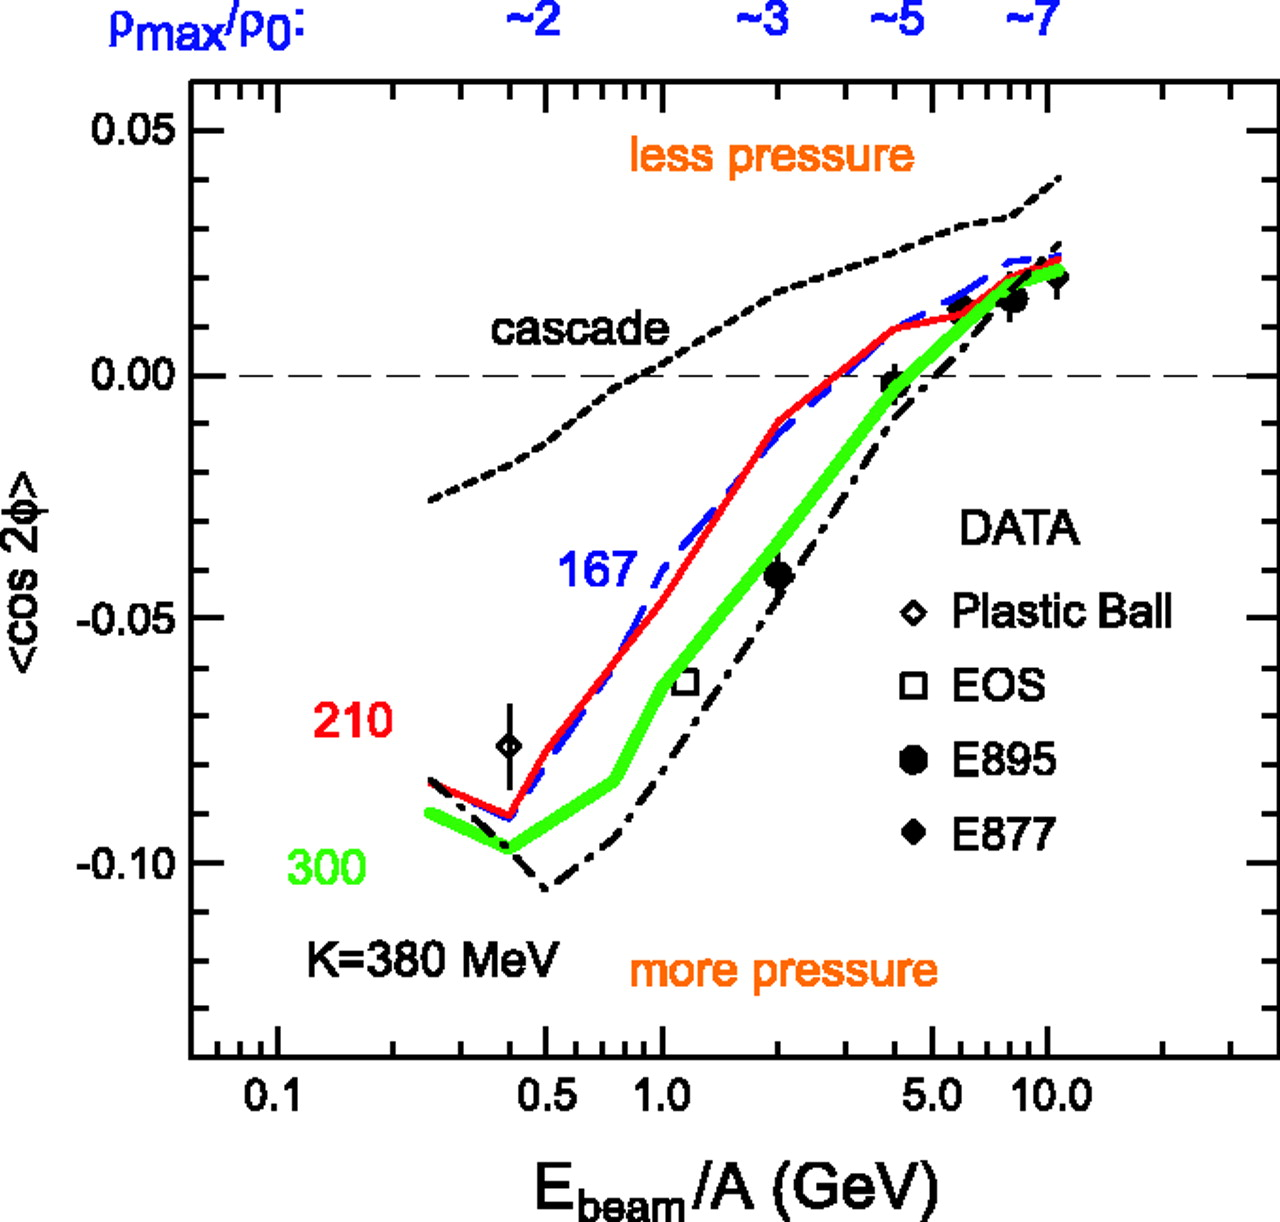 ρmax/ρ0: ~2 ~3 ~5 ~7
0.05
less pressure
cascade
0.00
<cos 2ϕ>
DATA
167
-0.05
Plastic Ball
EOS
210
E895
E877
-0.10
300
K=380 MeV
more pressure
0.1 0.5 1.0 5.0 10.0
Ebeam/A (GeV)